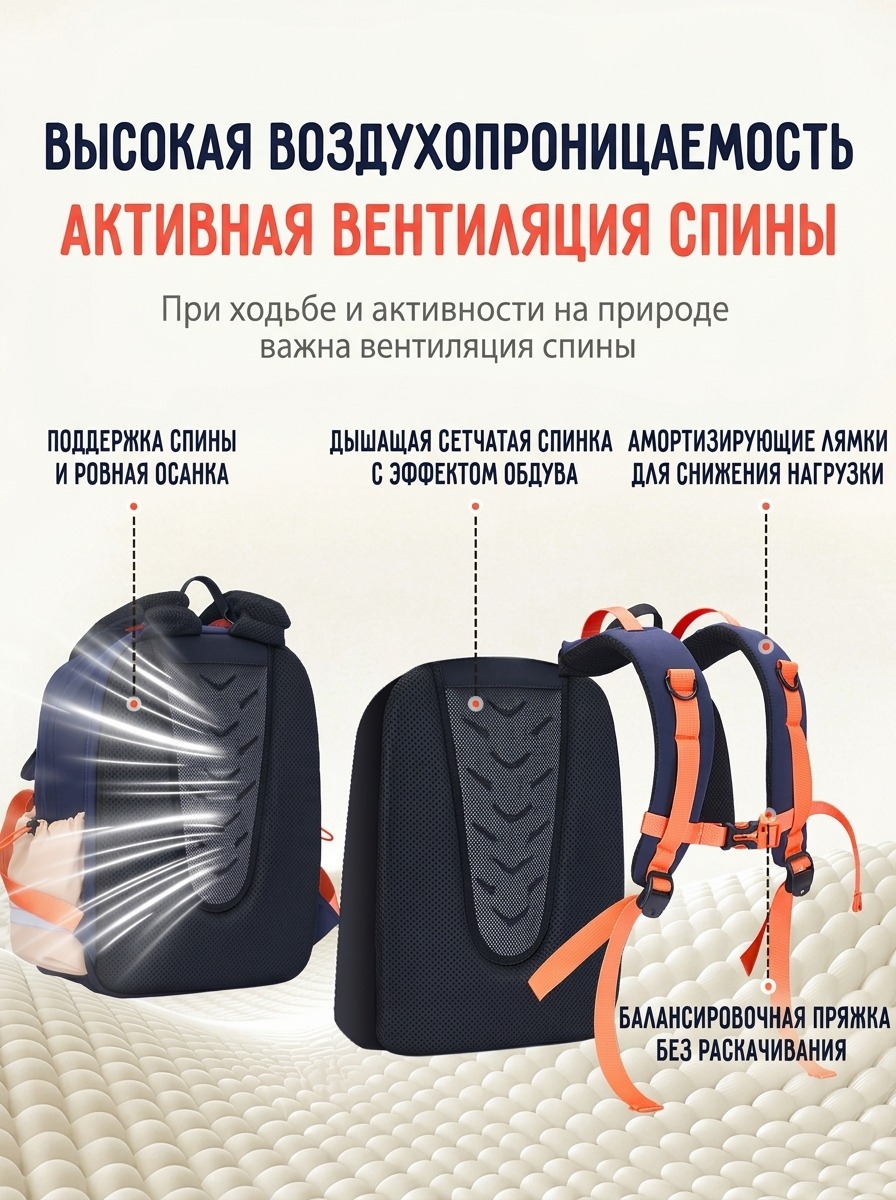 ВЫСОКАЯ ВОЗДУХОПРОНИЦАЕМОСТЬ
АКТИВНАЯ ВЕНТИЛЯЦИЯ СПИНЫ
При ходьбе и активности на природе
важна вентиляция спины
ПОДДЕРЖКА СПИНЫ
И РОВНАЯ ОСАНКА
ДЫШАЩАЯ СЕТЧАТАЯ СПИНКА
С ЭФФЕКТОМ ОБДУВА
АМОРТИЗИРУЮЩИЕ ЛЯМКИ
ДЛЯ СНИЖЕНИЯ НАГРУЗКИ
БАЛАНСИРОВОЧНАЯ ПРЯЖКА
БЕЗ РАСКАЧИВАНИЯ